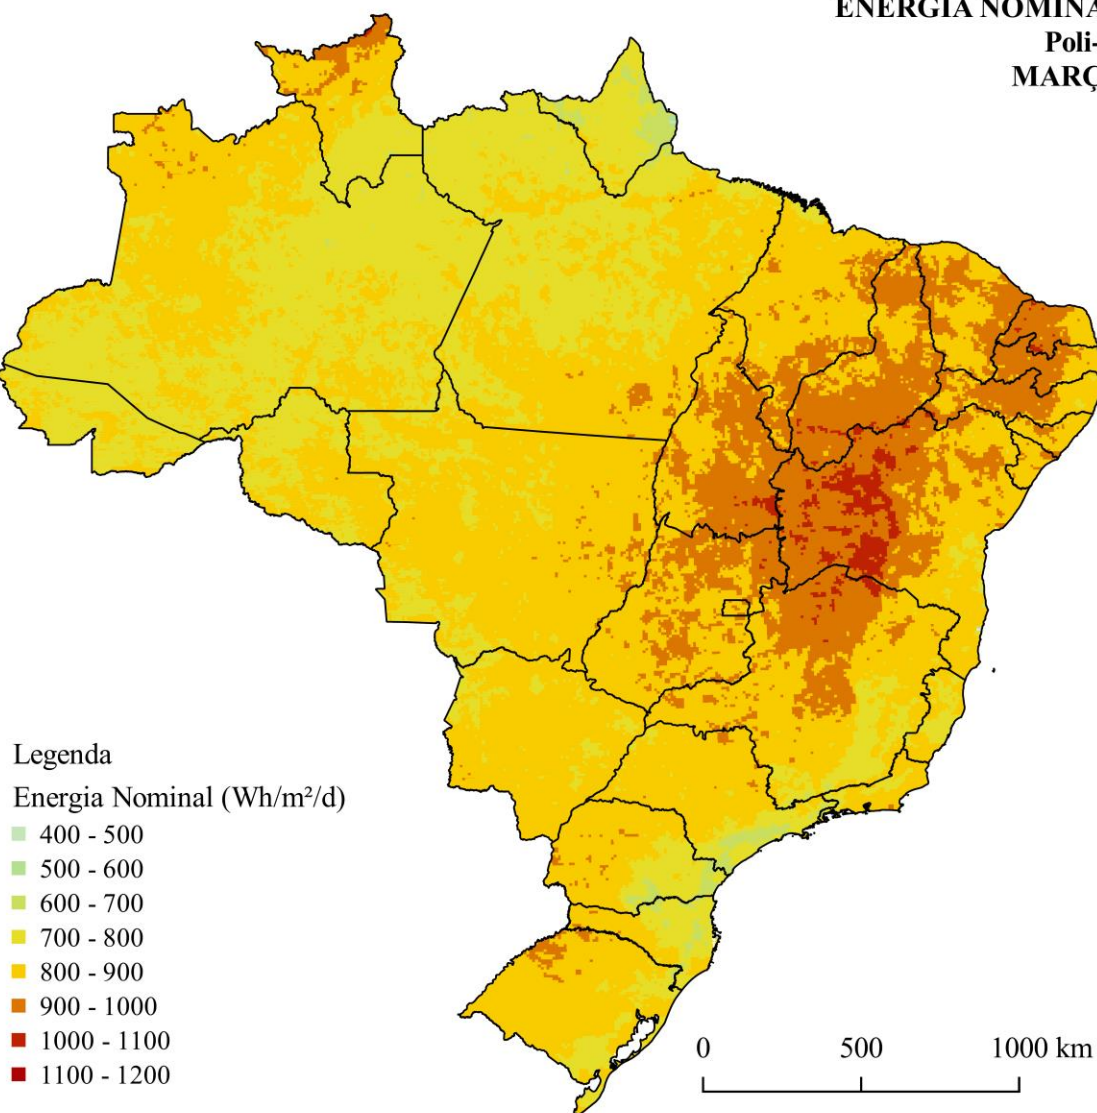 ENERGIA NOMINA
Poli-
MARÇ
Legenda
Energia Nominal (Wh/m²/d)
400 - 500
500 - 600
600 - 700
700 - 800
800 - 900
900 - 1000
1000 - 1100
1100 - 1200
0 500 1000 km